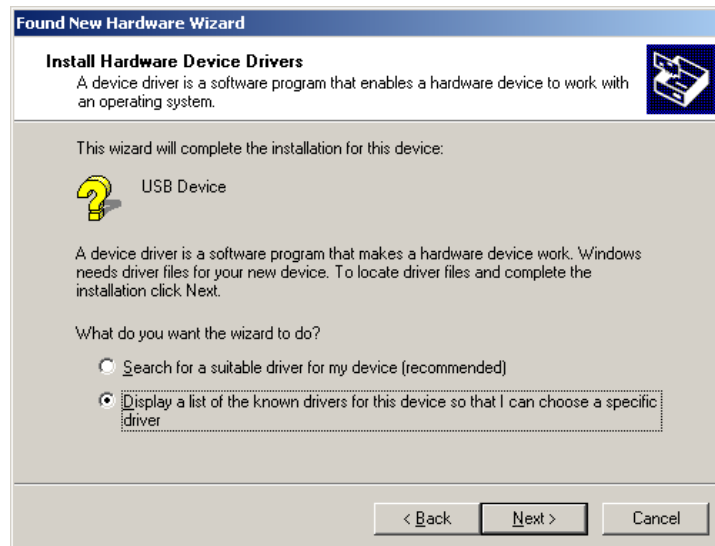 Found New Hardware Wizard
Install Hardware Device Drivers
A device driver is a software program that enables a hardware device to work with
an operating system.
This wizard will complete the installation for this device:
USB Device
A device driver is a software program that makes a hardware device work. Windows
needs driver files for your new device. To locate driver files and complete the
installation click Next.
What do you want the wizard to do?
Search for a suitable driver for my device (recommended)
Display a list of the known drivers for this device so that I can choose a specific
driver
< Back Next > Cancel